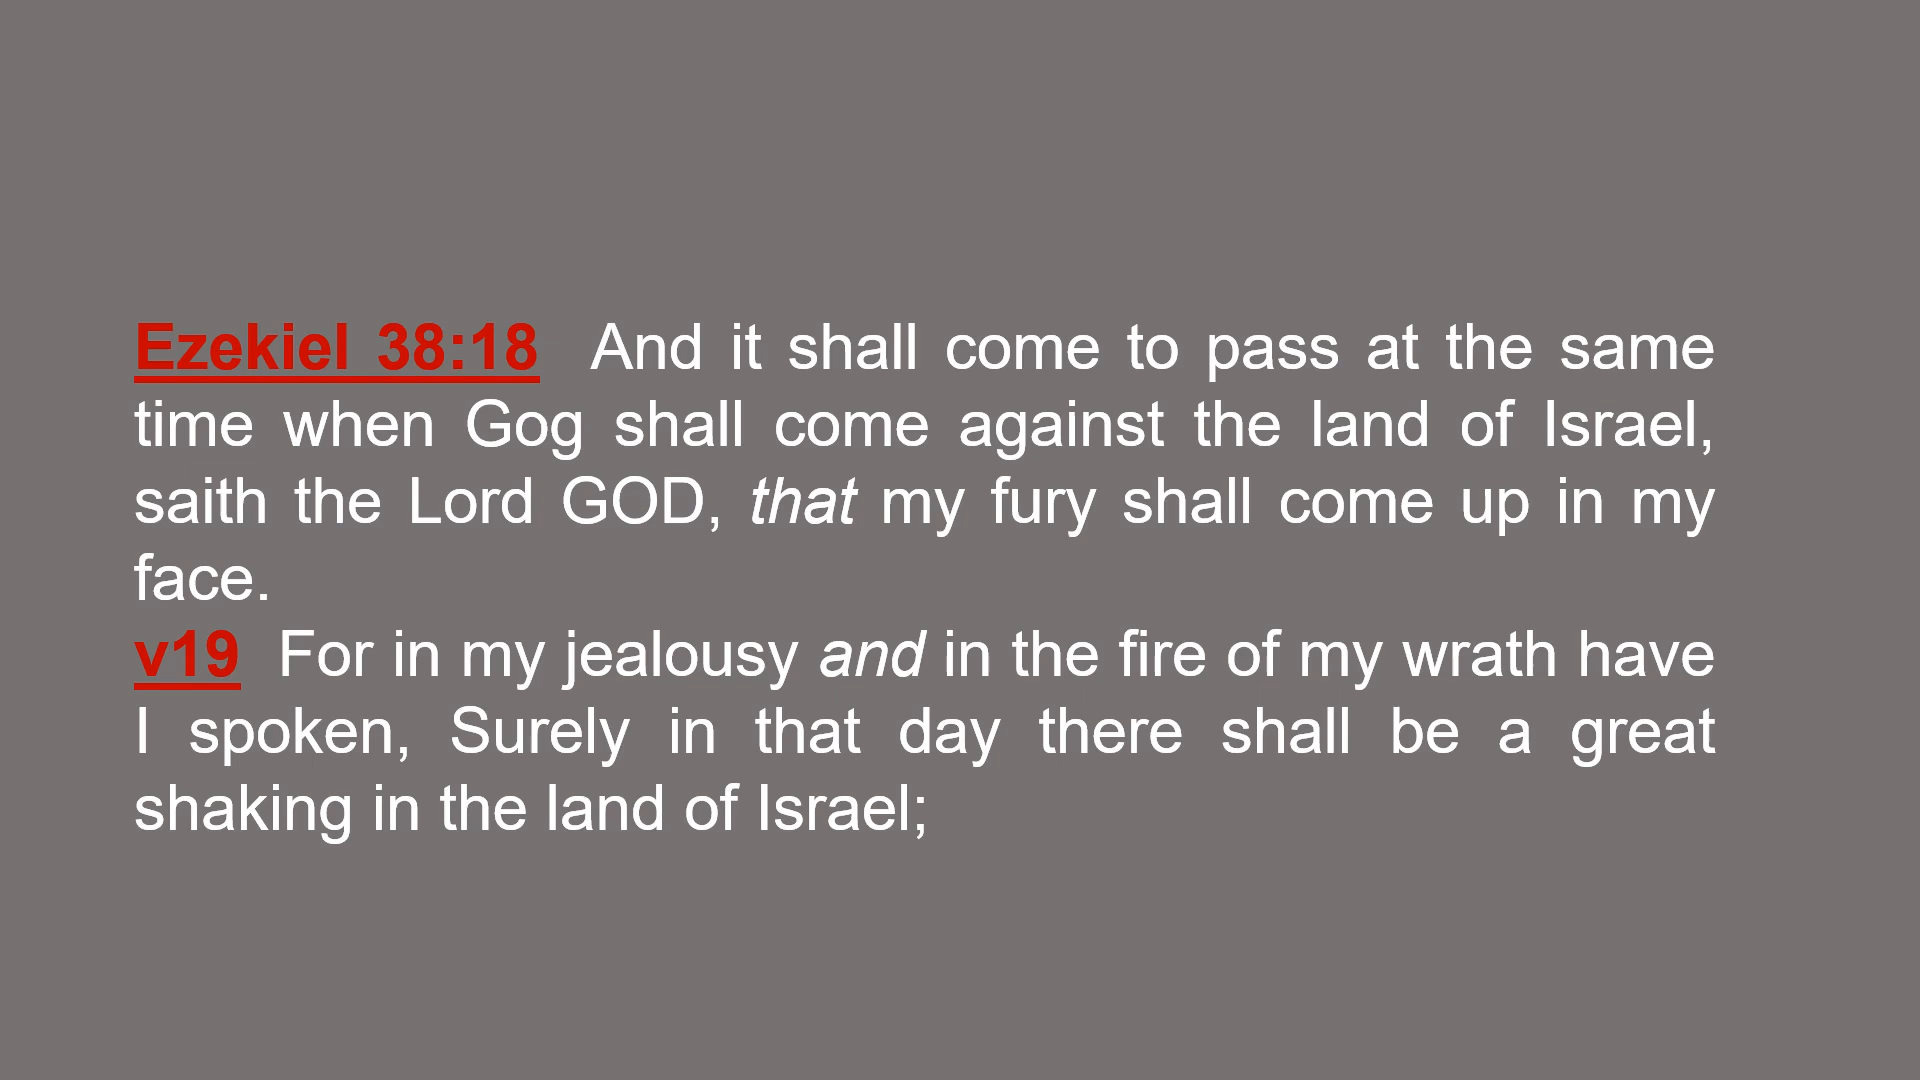 Ezekiel 38:18 And it shall come to pass at the same
time when Gog shall come against the land of Israel,
saith the Lord GOD, that my fury shall come up in my
face.
v19 For in my jealousy and in the fire of my wrath have
I spoken, Surely in that day there shall be a great
shaking in the land of Israel;